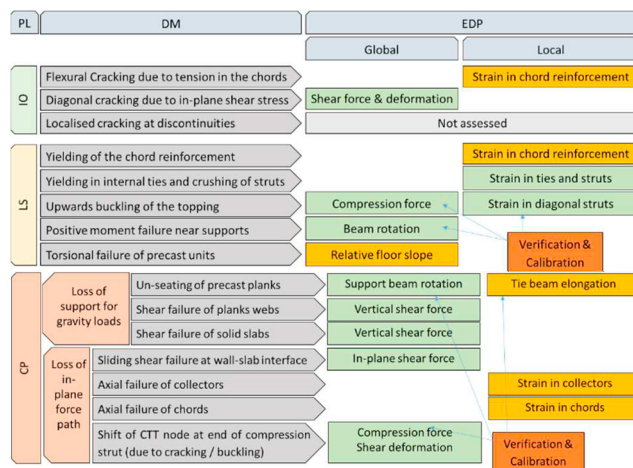 PL DM EDP
Global Local
IO
Flexural Cracking due to tension in the chords Strain in chord reinforcement
Diagonal cracking due to in-plane shear stress Shear force & deformation
Localised cracking at discontinuities Not assessed
LS
Yielding of the chord reinforcement Strain in chord reinforcement
Yielding in internal ties and crushing of struts Strain in ties and struts
Upwards buckling of the topping Compression force Strain in diagonal struts
Positive moment failure near supports Beam rotation
Torsional failure of precast units Relative floor slope
Verification &
Calibration
CP
Loss of
support for
gravity loads
Un-seating of precast planks Support beam rotation Tie beam elongation
Shear failure of planks webs Vertical shear force
Shear failure of solid slabs Vertical shear force
Loss of
in-plane
force
path
Sliding shear failure at wall-slab interface In-plane shear force
Axial failure of collectors Strain in collectors
Axial failure of chords Strain in chords
Shift of CTT node at end of compression
strut (due to cracking / buckling)
Compression force
Shear deformation
Verification &
Calibration